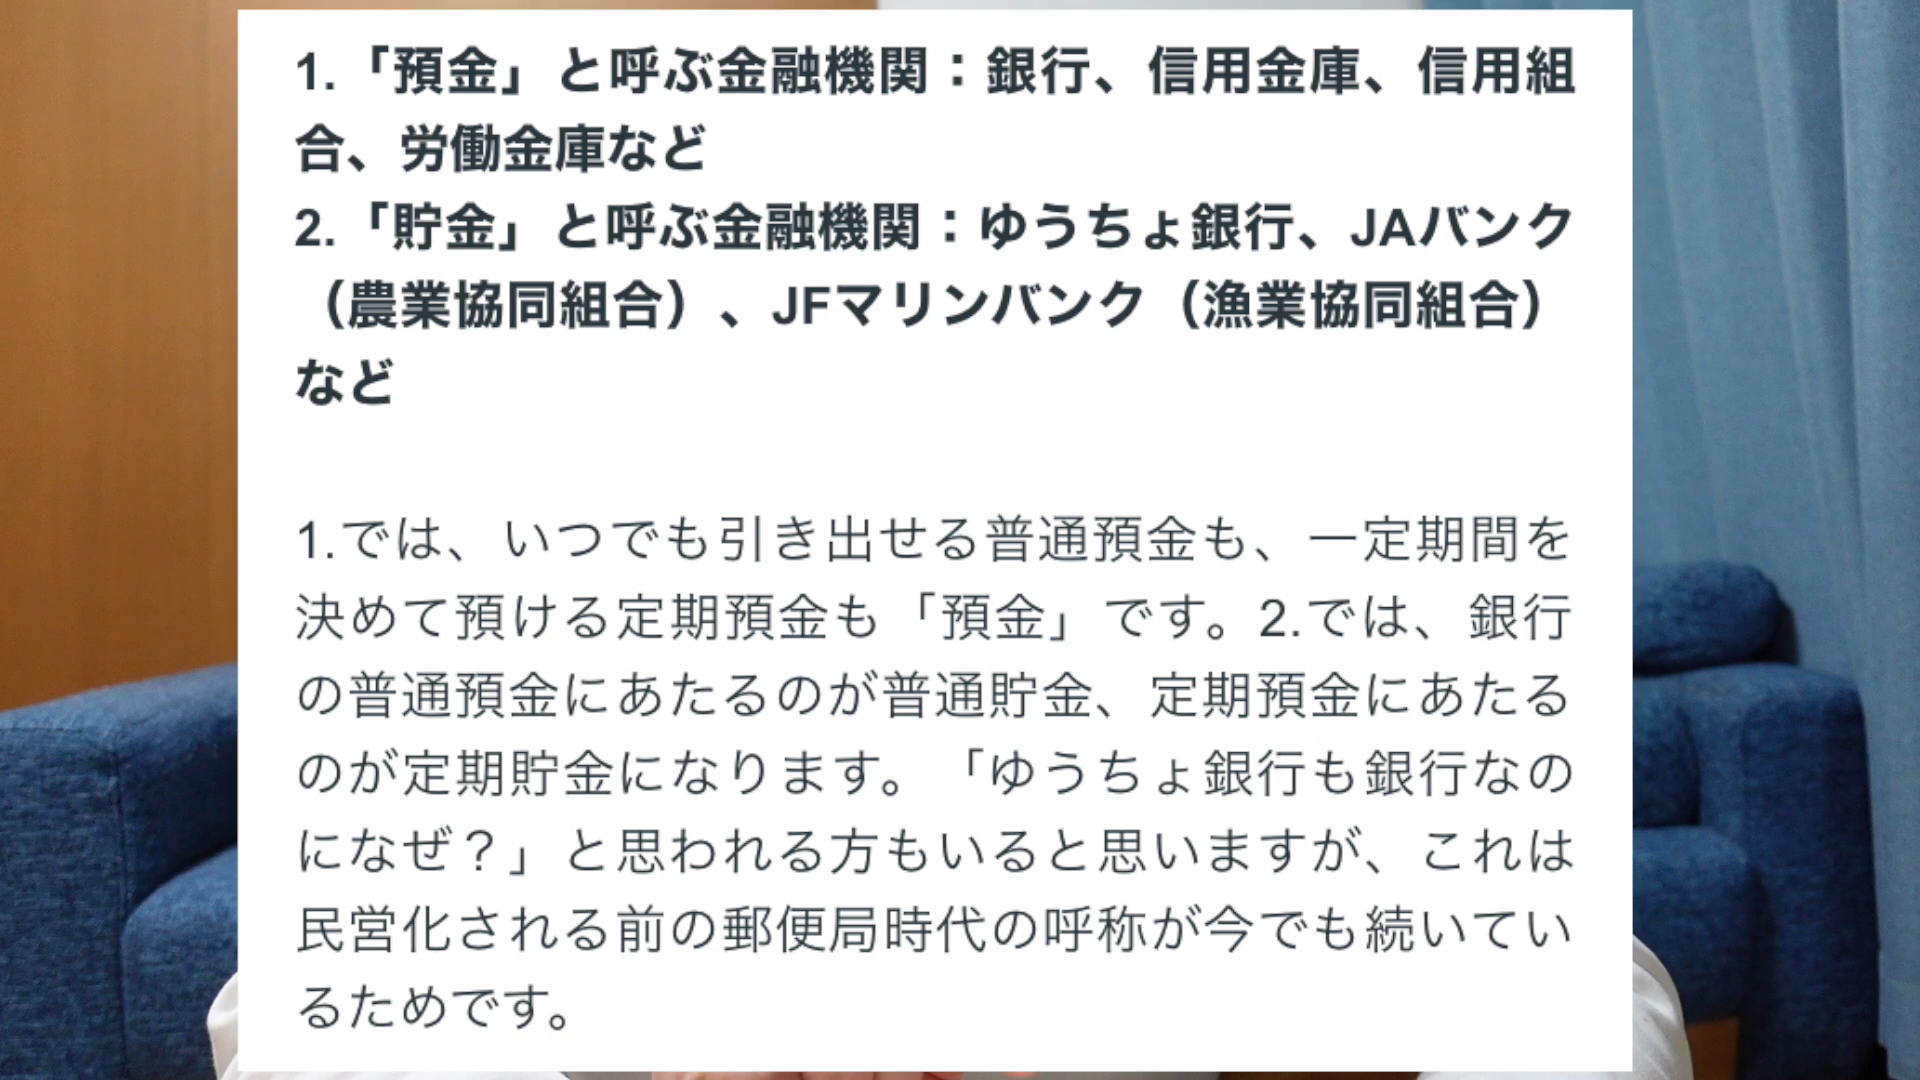 1.「預金」と呼ぶ金融機関：銀行、信用金庫、信用組
合、労働金庫など
2.「貯金」と呼ぶ金融機関：ゆうちょ銀行、JAバンク
（農業協同組合）、JFマリンバンク（漁業協同組合）
など
1.では、いつでも引き出せる普通預金も、一定期間を
決めて預ける定期預金も「預金」です。2.では、銀行
の普通預金にあたるのが普通貯金、定期預金にあたる
のが定期貯金になります。「ゆうちょ銀行も銀行なの
になぜ？」と思われる方もいると思いますが、これは
民営化される前の郵便局時代の呼称が今でも続いてい
るためです。